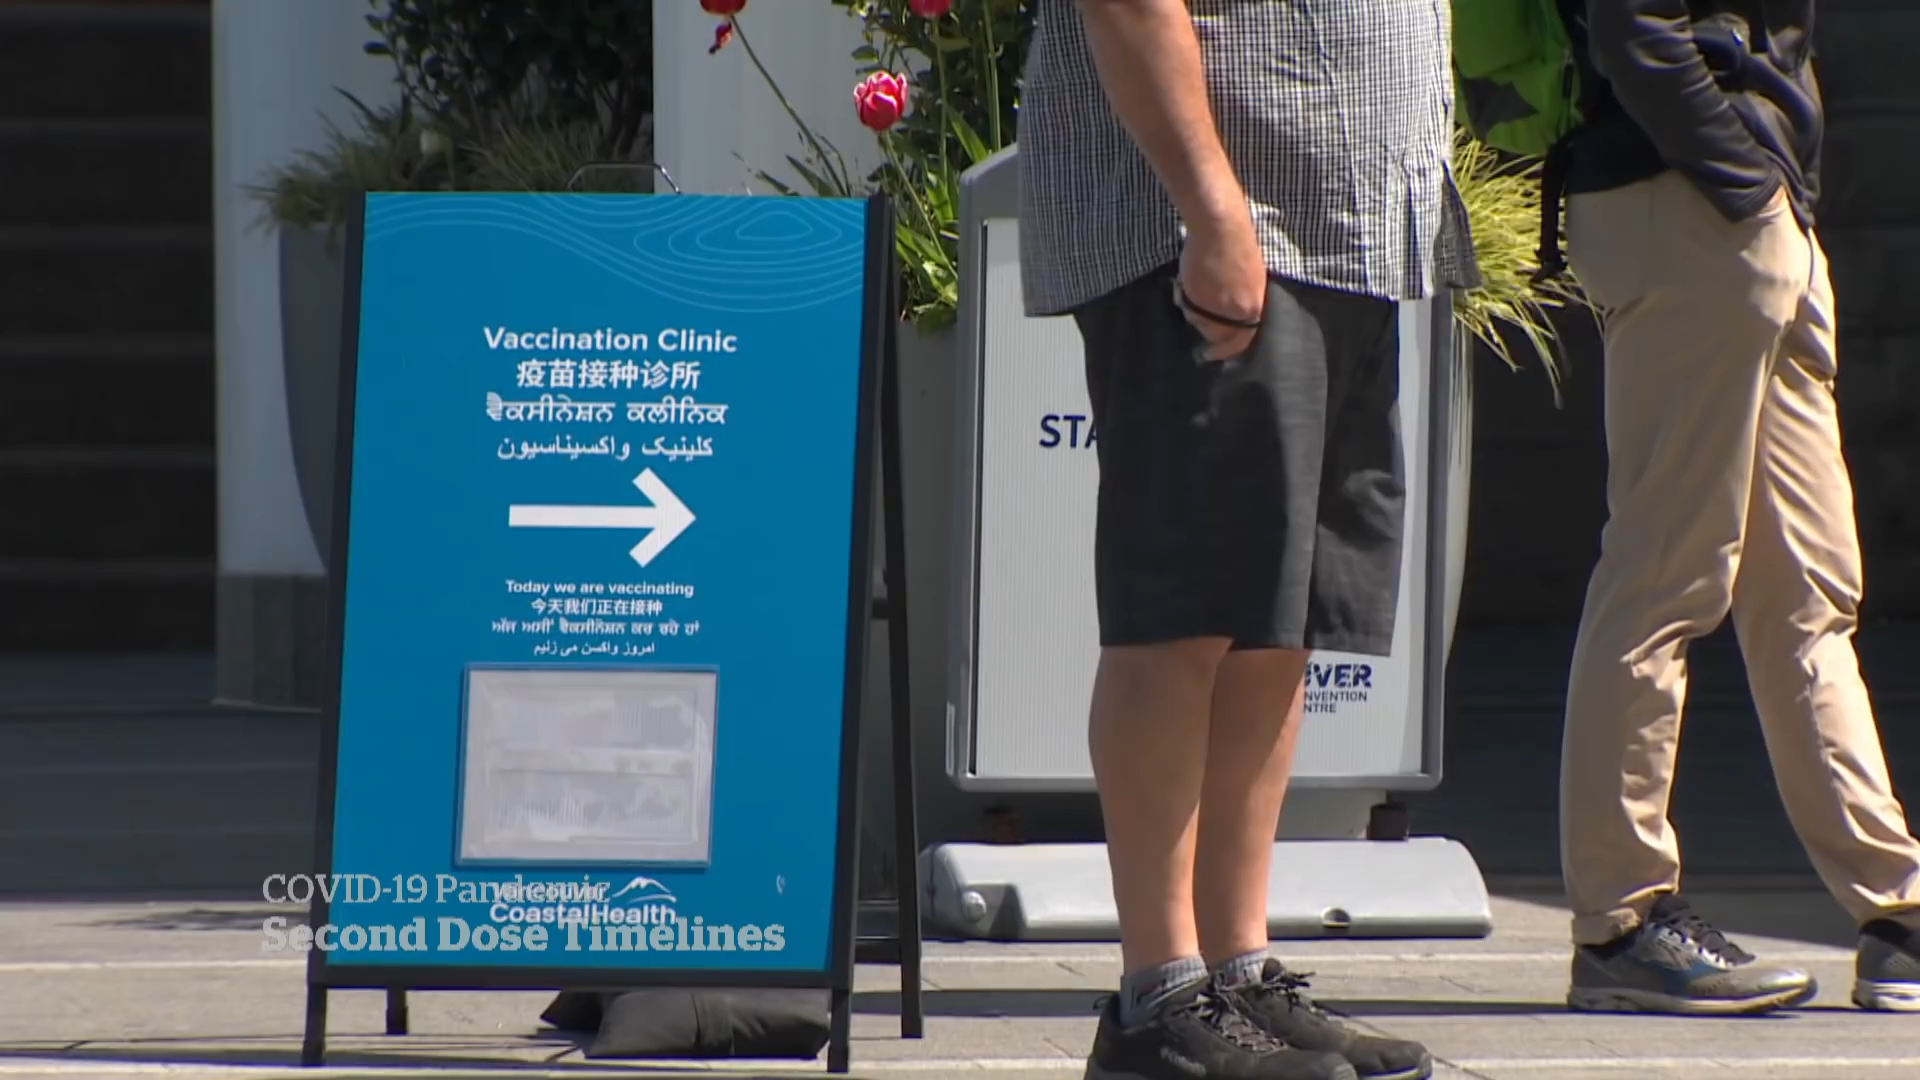 Vaccination Clinic
疫苗接种诊所
ਵੈਕਸੀਨੇਸ਼ਨ ਕਲੀਨਿਕ
کلینیک واکسیناسیون
Today we are vaccinating
今天我们正在接种
ਅੱਜ ਅਸੀਂ ਵੈਕਸੀਨੇਸ਼ਨ ਕਰ ਰਹੇ ਹਾਂ
امروز واکسن می زنیم
Vancouver
CoastalHealth
COVID-19 Pandemic
Second Dose Timelines
STA
VER
NVENTION
NTRE